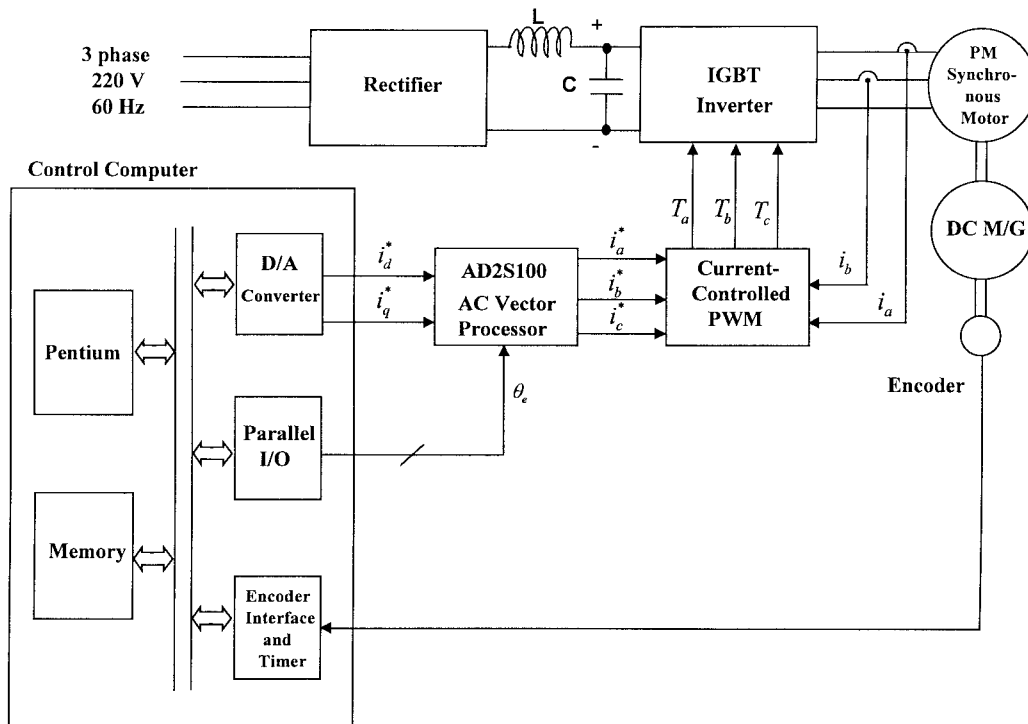 3 phase
220 V
60 Hz
Rectifier
L
+
C
-
IGBT
Inverter
PM
Synchro-
nous
Motor
Control Computer
T_a
T_b
T_c
DC M/G
D/A
Converter
i_d^*
i_q^*
AD2S100
AC Vector
Processor
i_a^*
i_b^*
i_c^*
Current-
Controlled
PWM
i_b
i_a
Pentium
Encoder
Parallel
I/O
θ_e
Memory
Encoder
Interface
and
Timer